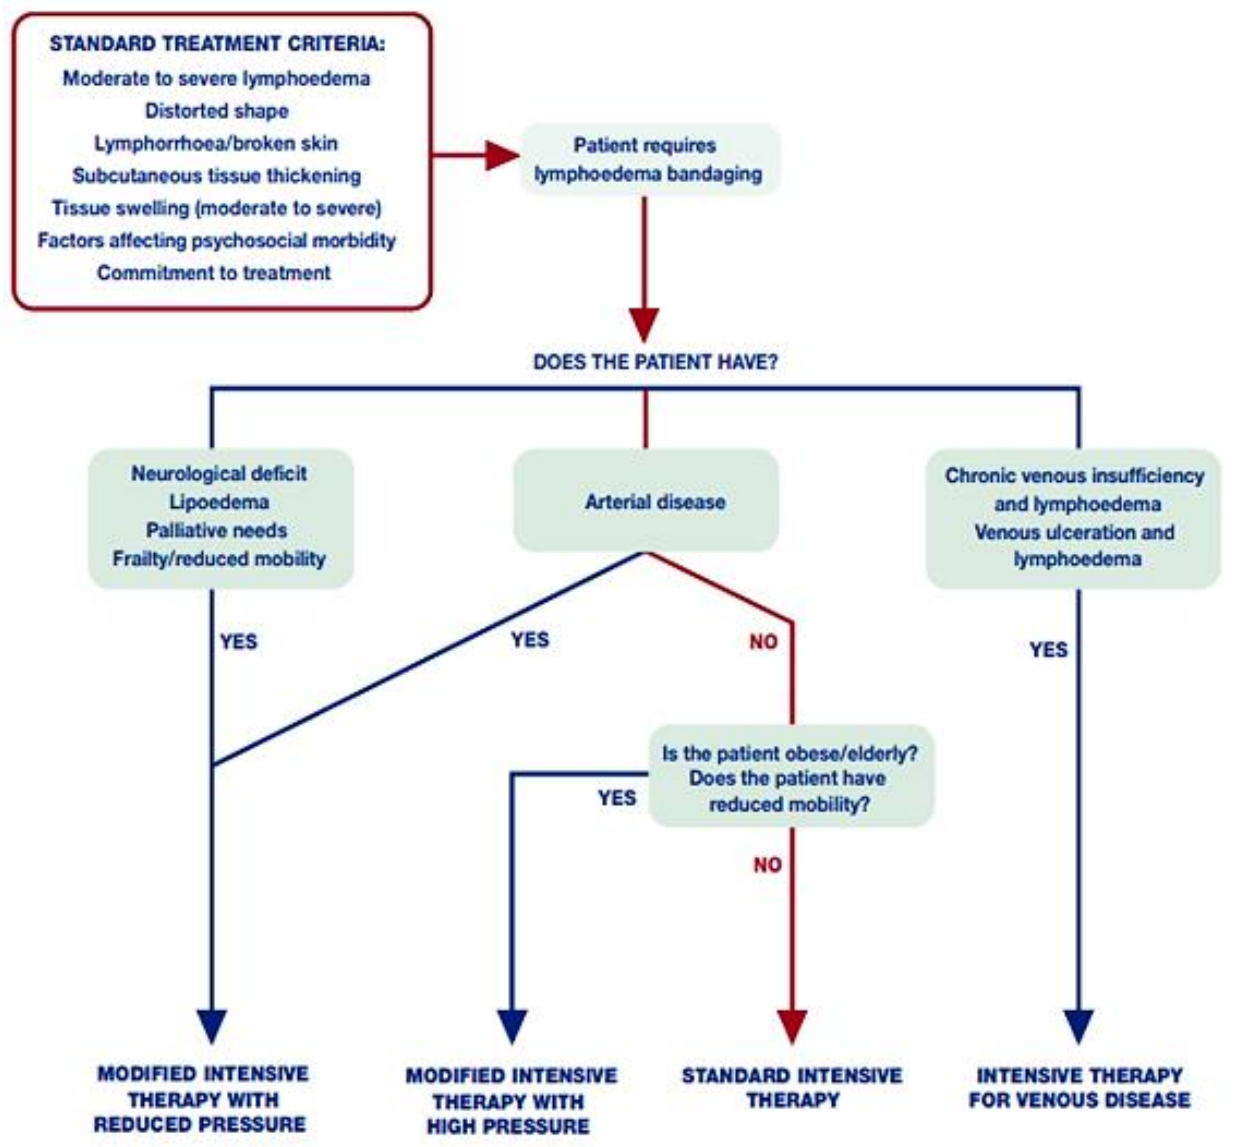 STANDARD TREATMENT CRITERIA:
Moderate to severe lymphoedema
Distorted shape
Lymphorrhoea/broken skin
Subcutaneous tissue thickening
Tissue swelling (moderate to severe)
Factors affecting psychosocial morbidity
Commitment to treatment
Patient requires
lymphoedema bandaging
DOES THE PATIENT HAVE?
Neurological deficit
Lipoedema
Palliative needs
Frailty/reduced mobility
Arterial disease
Chronic venous insufficiency
and lymphoedema
Venous ulceration and
lymphoedema
YES
YES
NO
YES
Is the patient obese/elderly?
Does the patient have
reduced mobility?
YES
NO
MODIFIED INTENSIVE
THERAPY WITH
REDUCED PRESSURE
MODIFIED INTENSIVE
THERAPY WITH
HIGH PRESSURE
STANDARD INTENSIVE
THERAPY
INTENSIVE THERAPY
FOR VENOUS DISEASE